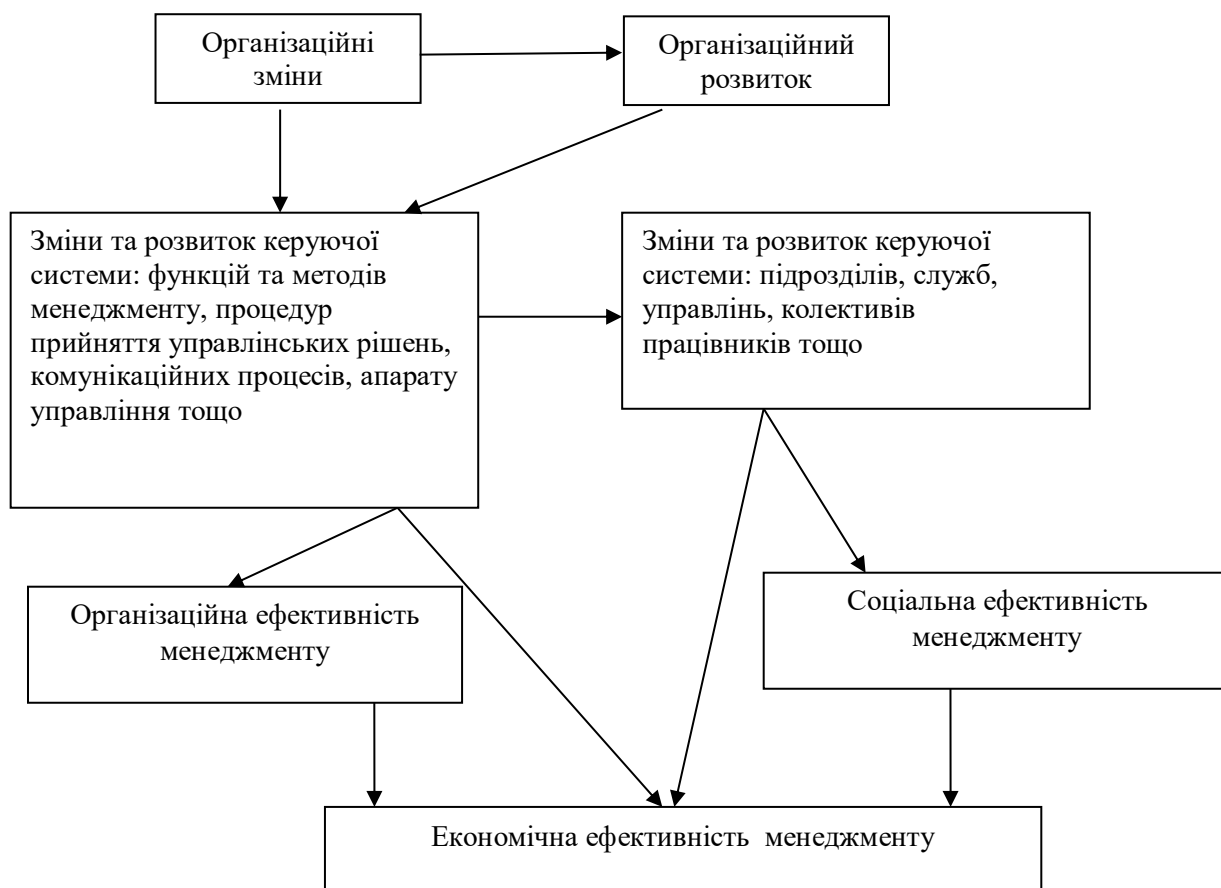 Організаційні
зміни
Організаційний
розвиток
Зміни та розвиток керуючої
системи: функцій та методів
менеджменту, процедур
прийняття управлінських рішень,
комунікаційних процесів, апарату
управління тощо
Зміни та розвиток керуючої
системи: підрозділів, служб,
управлінь, колективів
працівників тощо
Організаційна ефективність
менеджменту
Соціальна ефективність
менеджменту
Економічна ефективність менеджменту